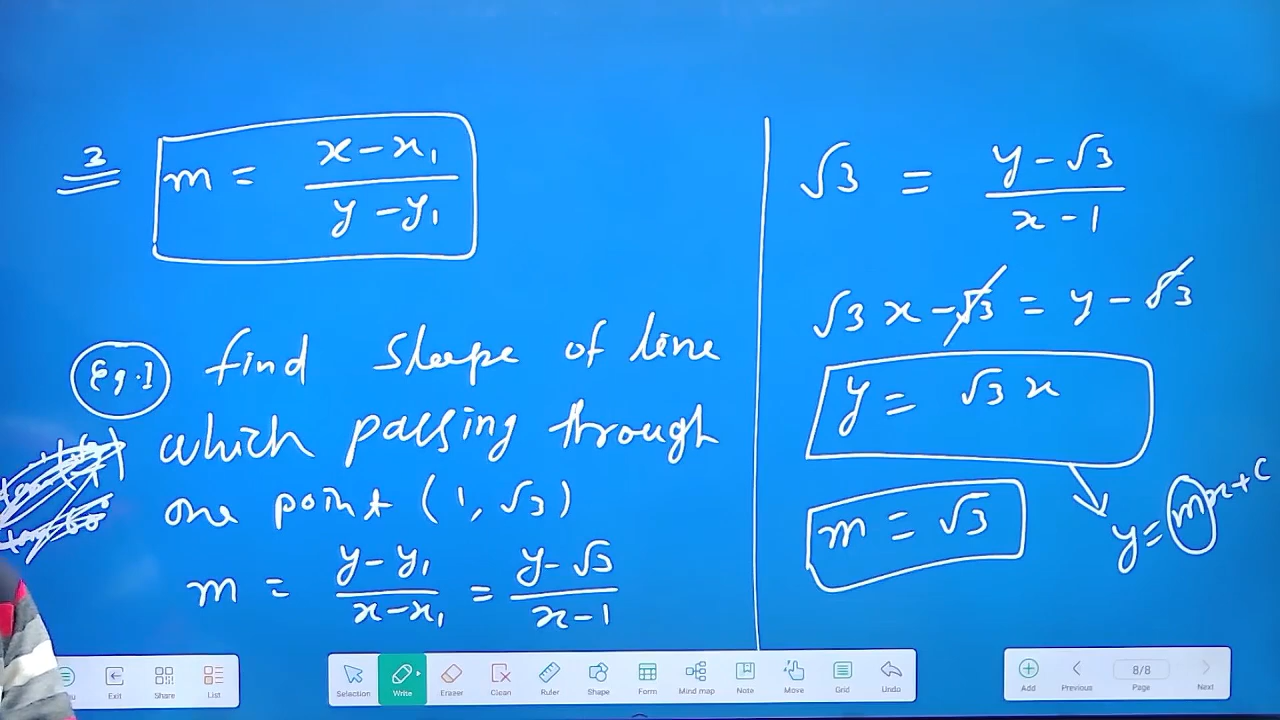 3
m = x - x₁ / y - y₁
Eg.1 find Sleope of line
which passing through
one point (1, √3)
m = y - y₁ / x - x₁ = y - √3 / x - 1
√3 = y - √3 / x - 1
√3 x - √3 = y - √3
y = √3 x
m = √3
y = mx + c
Exit Share List
Selection Write Eraser Clean Ruler Shape Form Mind map Note Move Grid Undo
Add Previous 8/8 Page Next